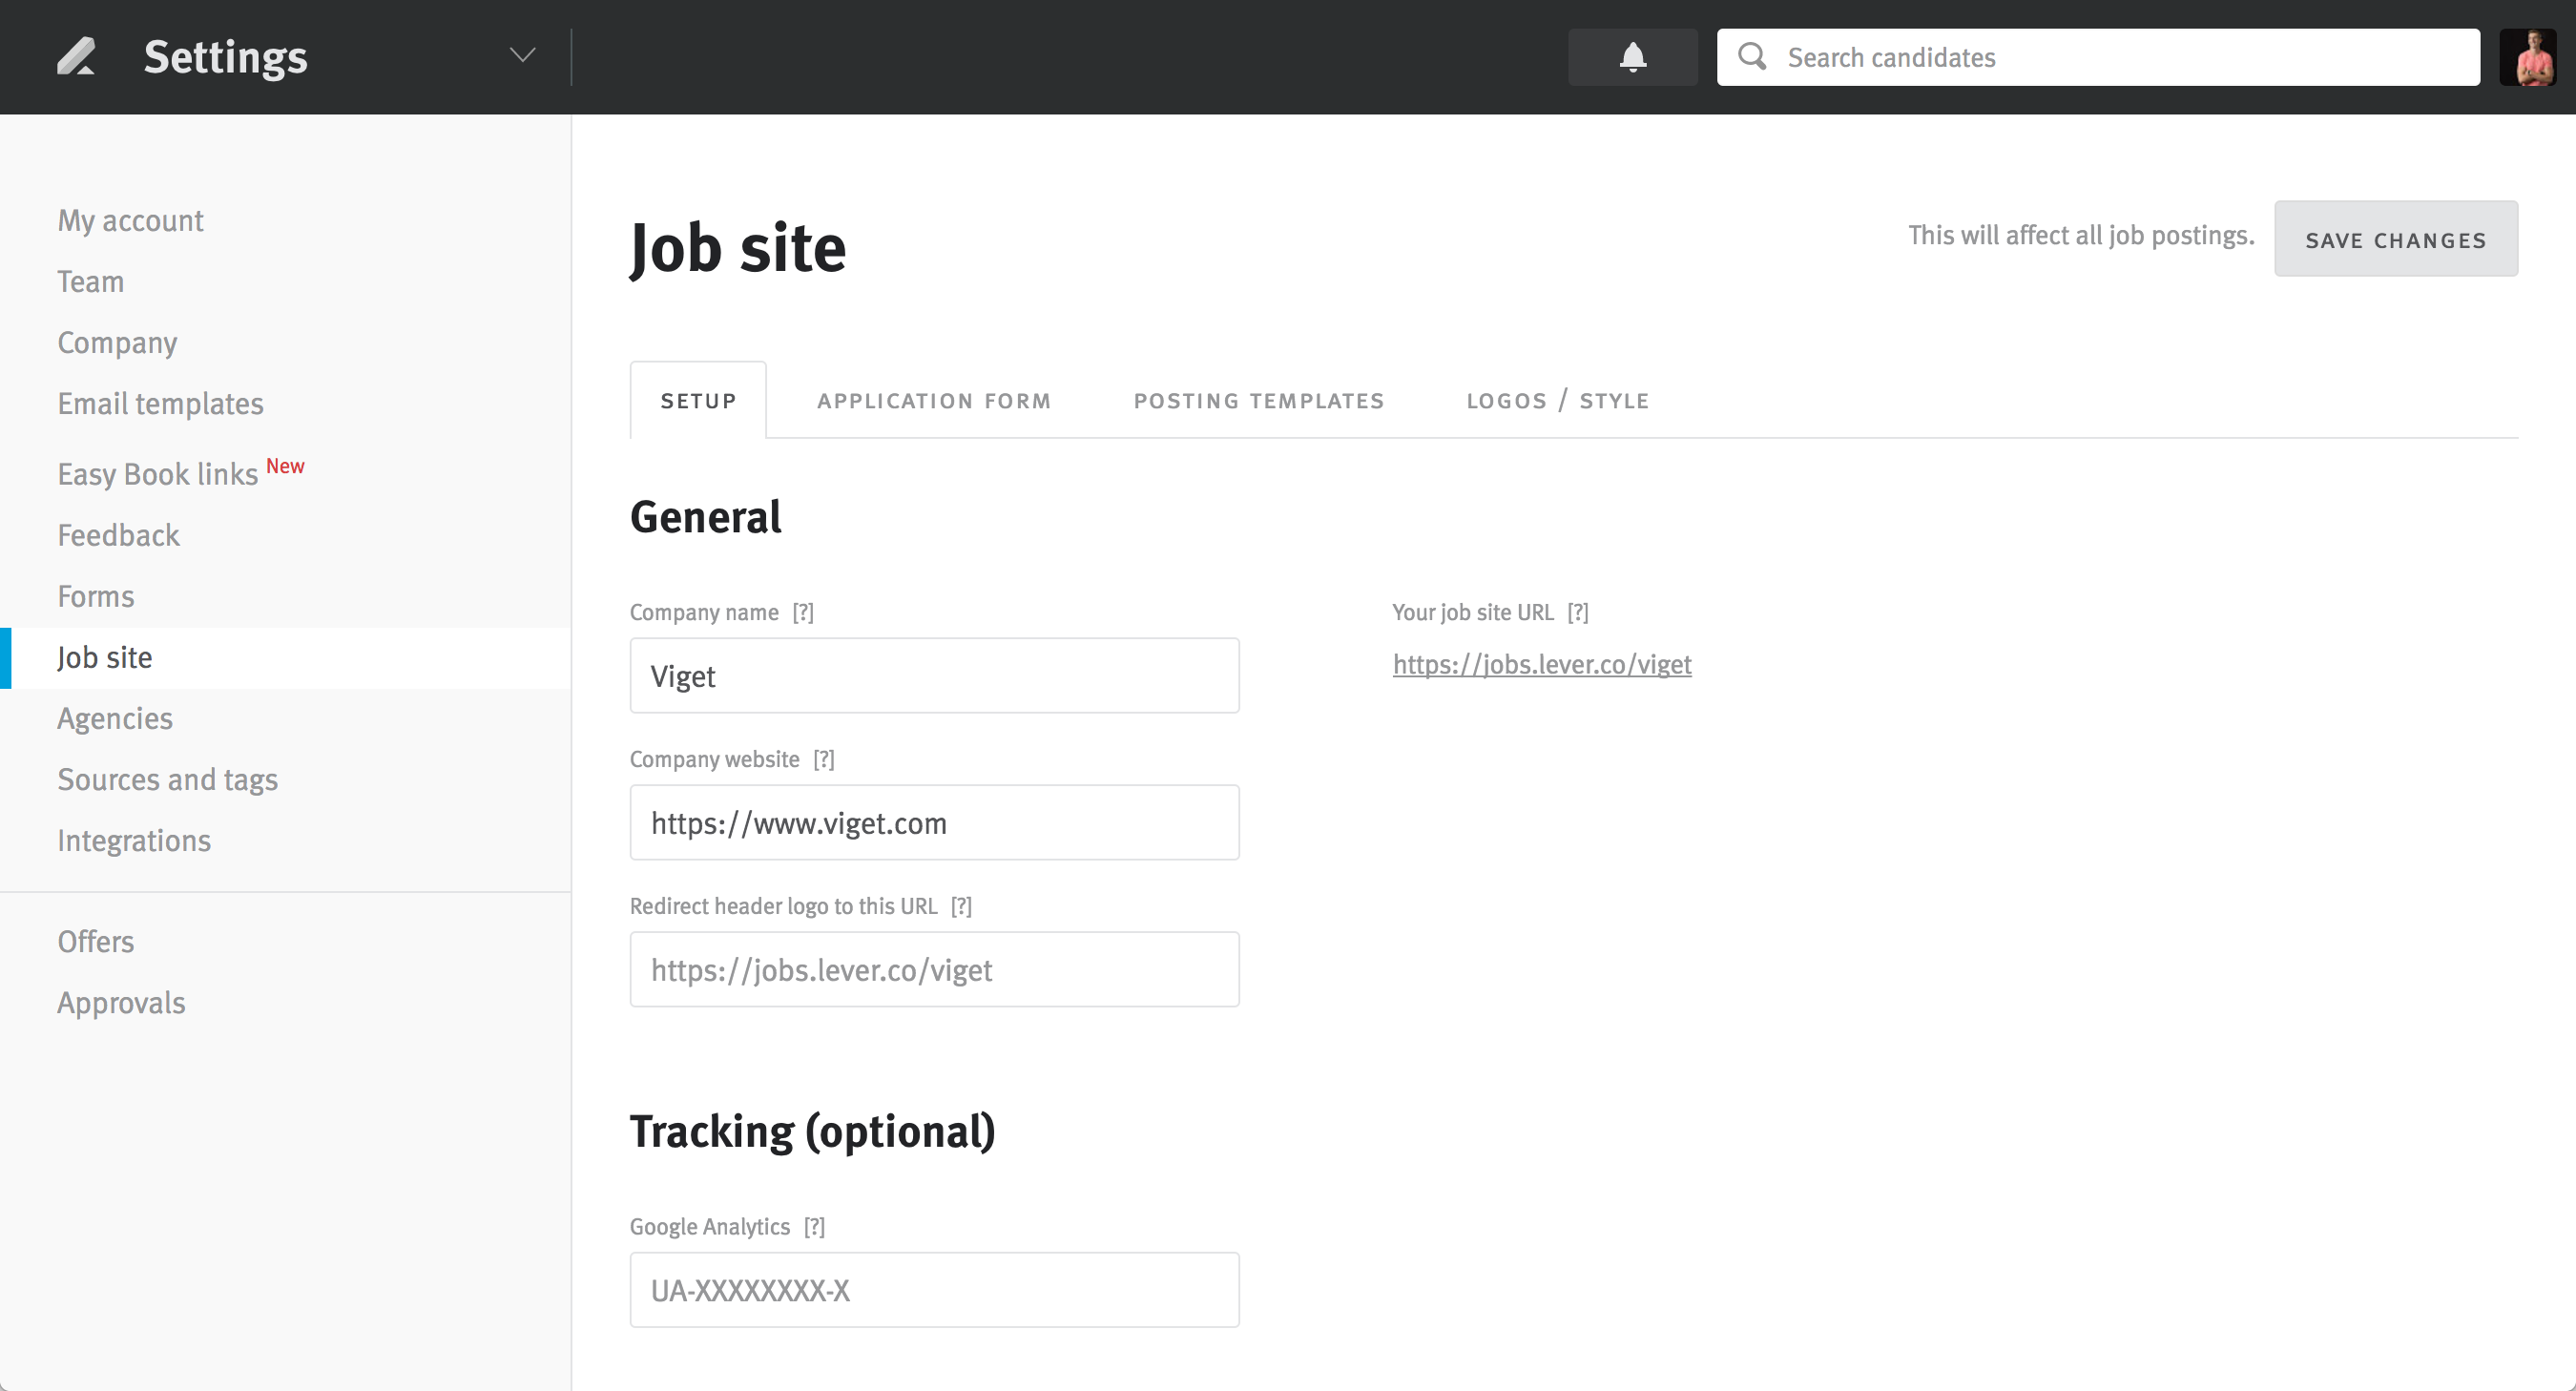 Settings
Search candidates
My account
Team
Company
Email templates
Easy Book links New
Feedback
Forms
Job site
Agencies
Sources and tags
Integrations
Offers
Approvals
Job site
This will affect all job postings.
SAVE CHANGES
SETUP
APPLICATION FORM
POSTING TEMPLATES
LOGOS / STYLE
General
Company name [?]
Viget
Your job site URL [?]
https://jobs.lever.co/viget
Company website [?]
https://www.viget.com
Redirect header logo to this URL [?]
https://jobs.lever.co/viget
Tracking (optional)
Google Analytics [?]
UA-XXXXXXXX-X